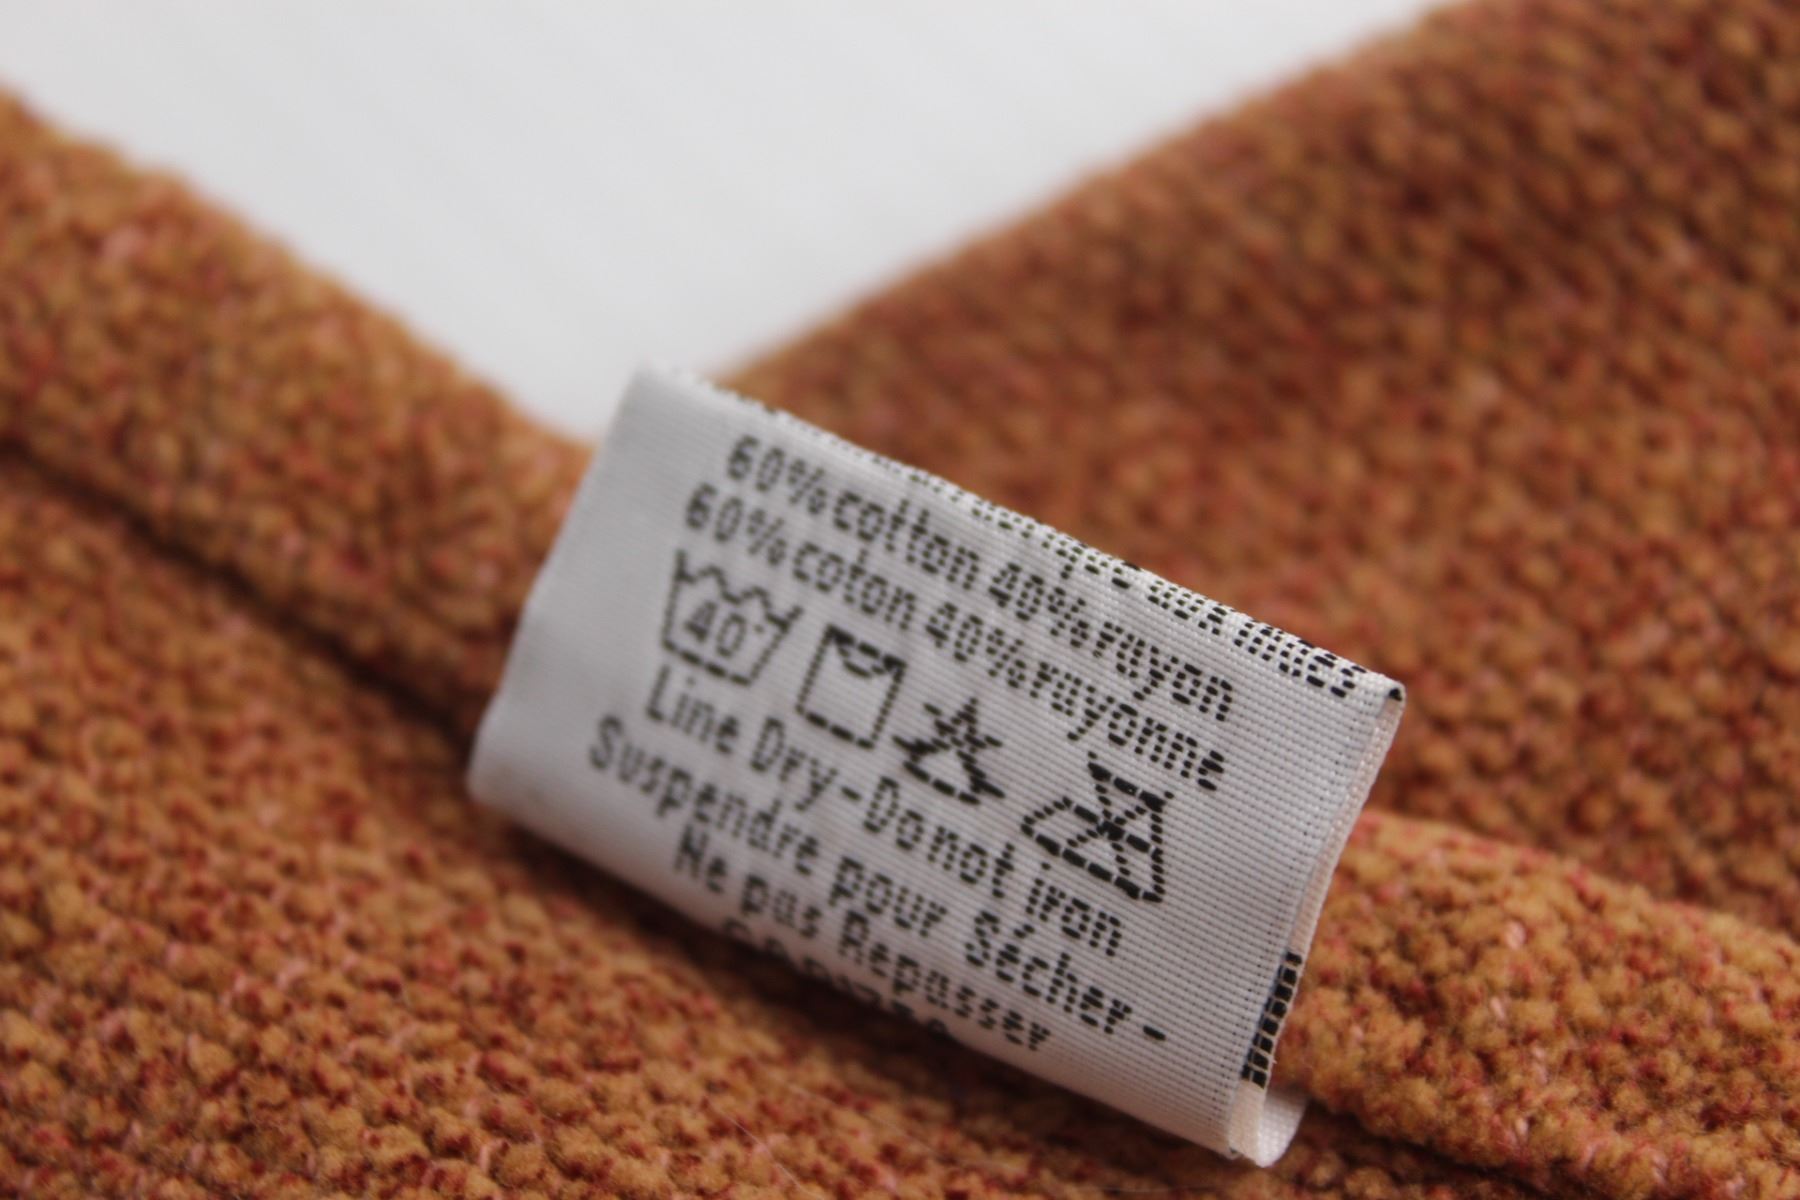 60% cotton 40% rayon
60% coton 40% rayonne
40°
Line Dry - Do not iron
Suspendre pour Sécher -
Ne pas Repasser